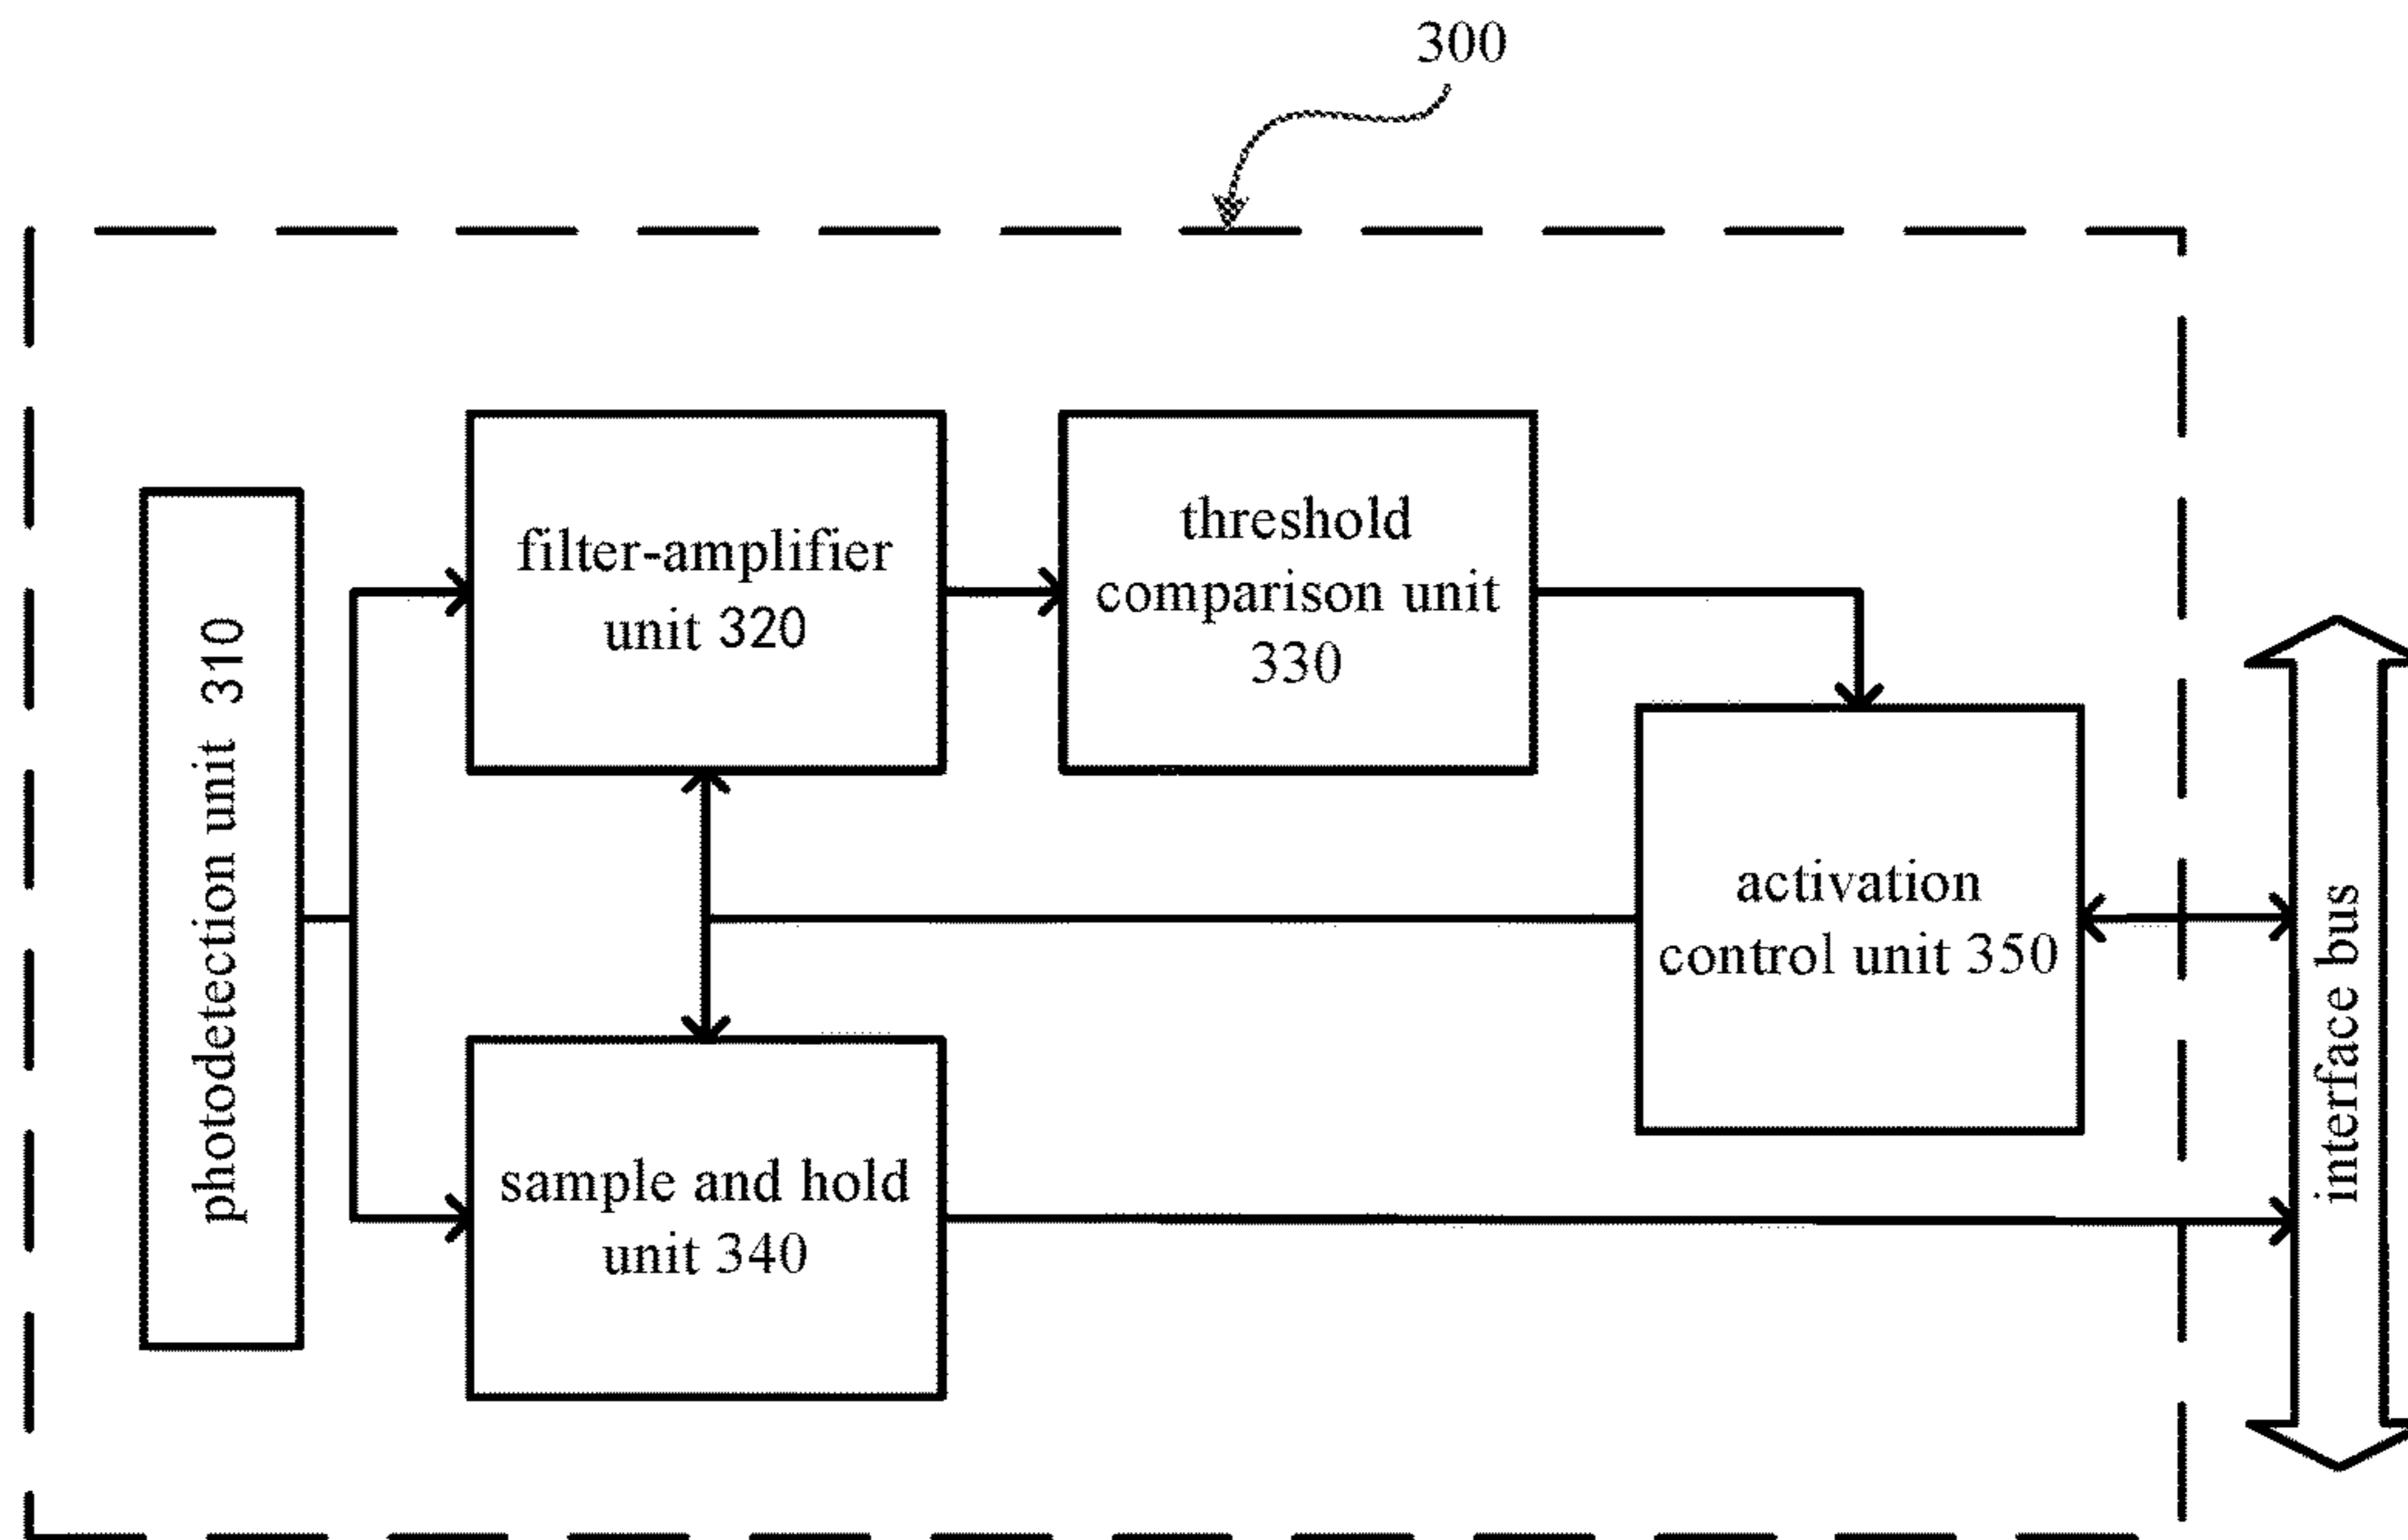 300
photodetection unit 310
filter-amplifier
unit 320
threshold
comparison unit
330
activation
control unit 350
sample and hold
unit 340
interface bus